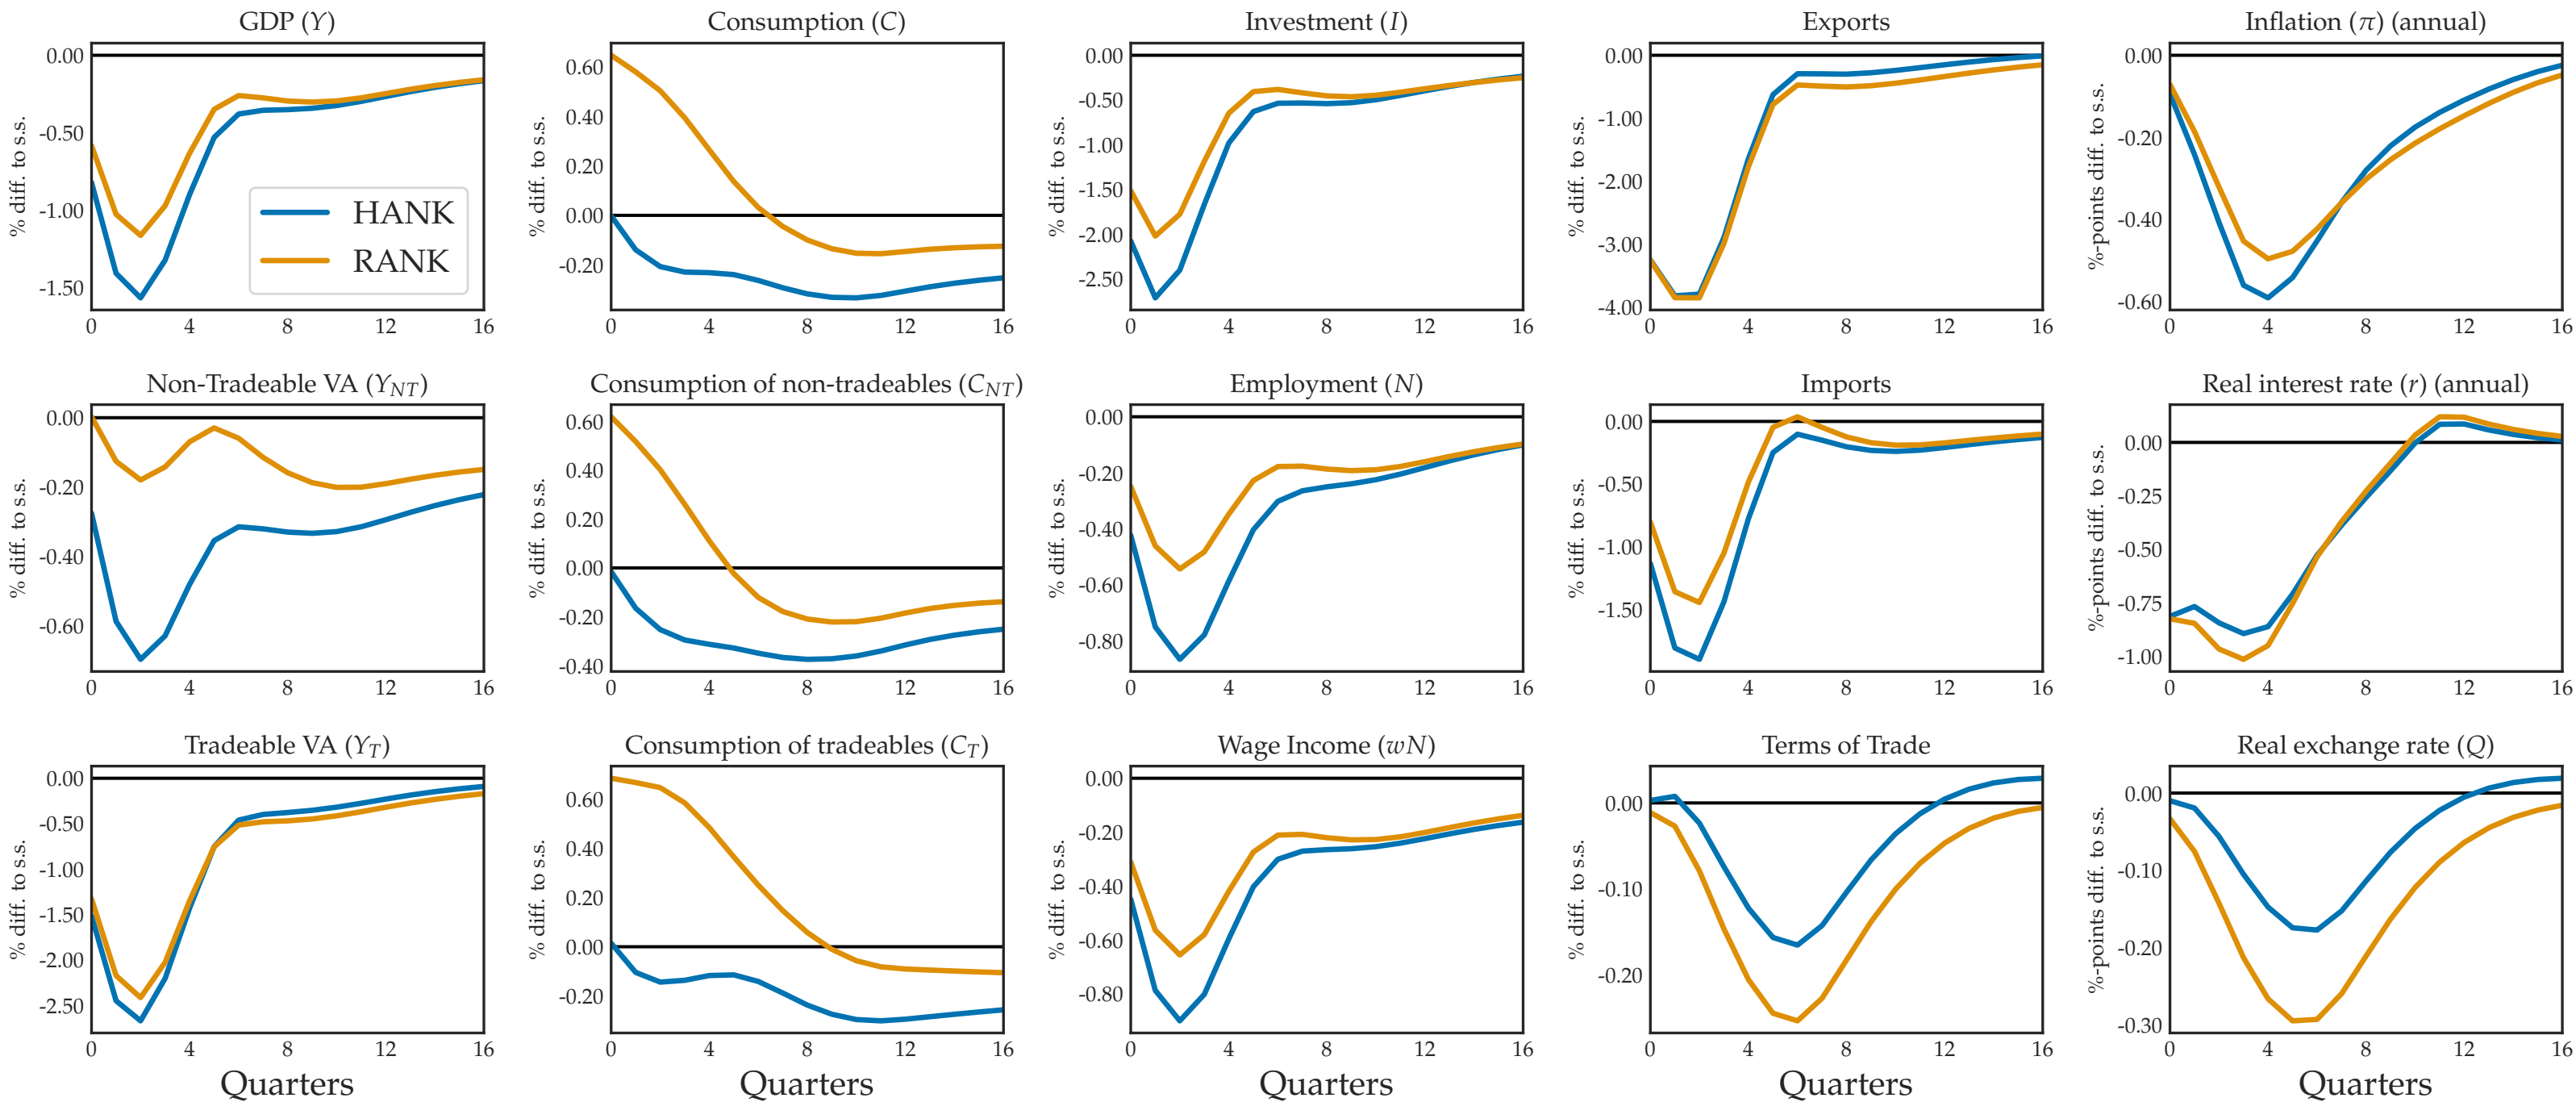 GDP (Y)
% diff. to s.s.
0.00
-0.50
-1.00
-1.50
0 4 8 12 16
HANK
RANK
Consumption (C)
% diff. to s.s.
0.60
0.40
0.20
0.00
-0.20
0 4 8 12 16
Investment (I)
% diff. to s.s.
0.00
-0.50
-1.00
-1.50
-2.00
-2.50
0 4 8 12 16
Exports
% diff. to s.s.
0.00
-1.00
-2.00
-3.00
-4.00
0 4 8 12 16
Inflation (π) (annual)
%-points diff. to s.s.
0.00
-0.20
-0.40
-0.60
0 4 8 12 16
Non-Tradeable VA (Y_NT)
% diff. to s.s.
0.00
-0.20
-0.40
-0.60
0 4 8 12 16
Consumption of non-tradeables (C_NT)
% diff. to s.s.
0.60
0.40
0.20
0.00
-0.20
-0.40
0 4 8 12 16
Employment (N)
% diff. to s.s.
0.00
-0.20
-0.40
-0.60
-0.80
0 4 8 12 16
Imports
% diff. to s.s.
0.00
-0.50
-1.00
-1.50
0 4 8 12 16
Real interest rate (r) (annual)
%-points diff. to s.s.
0.00
-0.25
-0.50
-0.75
-1.00
0 4 8 12 16
Tradeable VA (Y_T)
% diff. to s.s.
0.00
-0.50
-1.00
-1.50
-2.00
-2.50
0 4 8 12 16
Quarters
Consumption of tradeables (C_T)
% diff. to s.s.
0.60
0.40
0.20
0.00
-0.20
0 4 8 12 16
Quarters
Wage Income (wN)
% diff. to s.s.
0.00
-0.20
-0.40
-0.60
-0.80
0 4 8 12 16
Quarters
Terms of Trade
% diff. to s.s.
0.00
-0.10
-0.20
0 4 8 12 16
Quarters
Real exchange rate (Q)
%-points diff. to s.s.
0.00
-0.10
-0.20
-0.30
0 4 8 12 16
Quarters